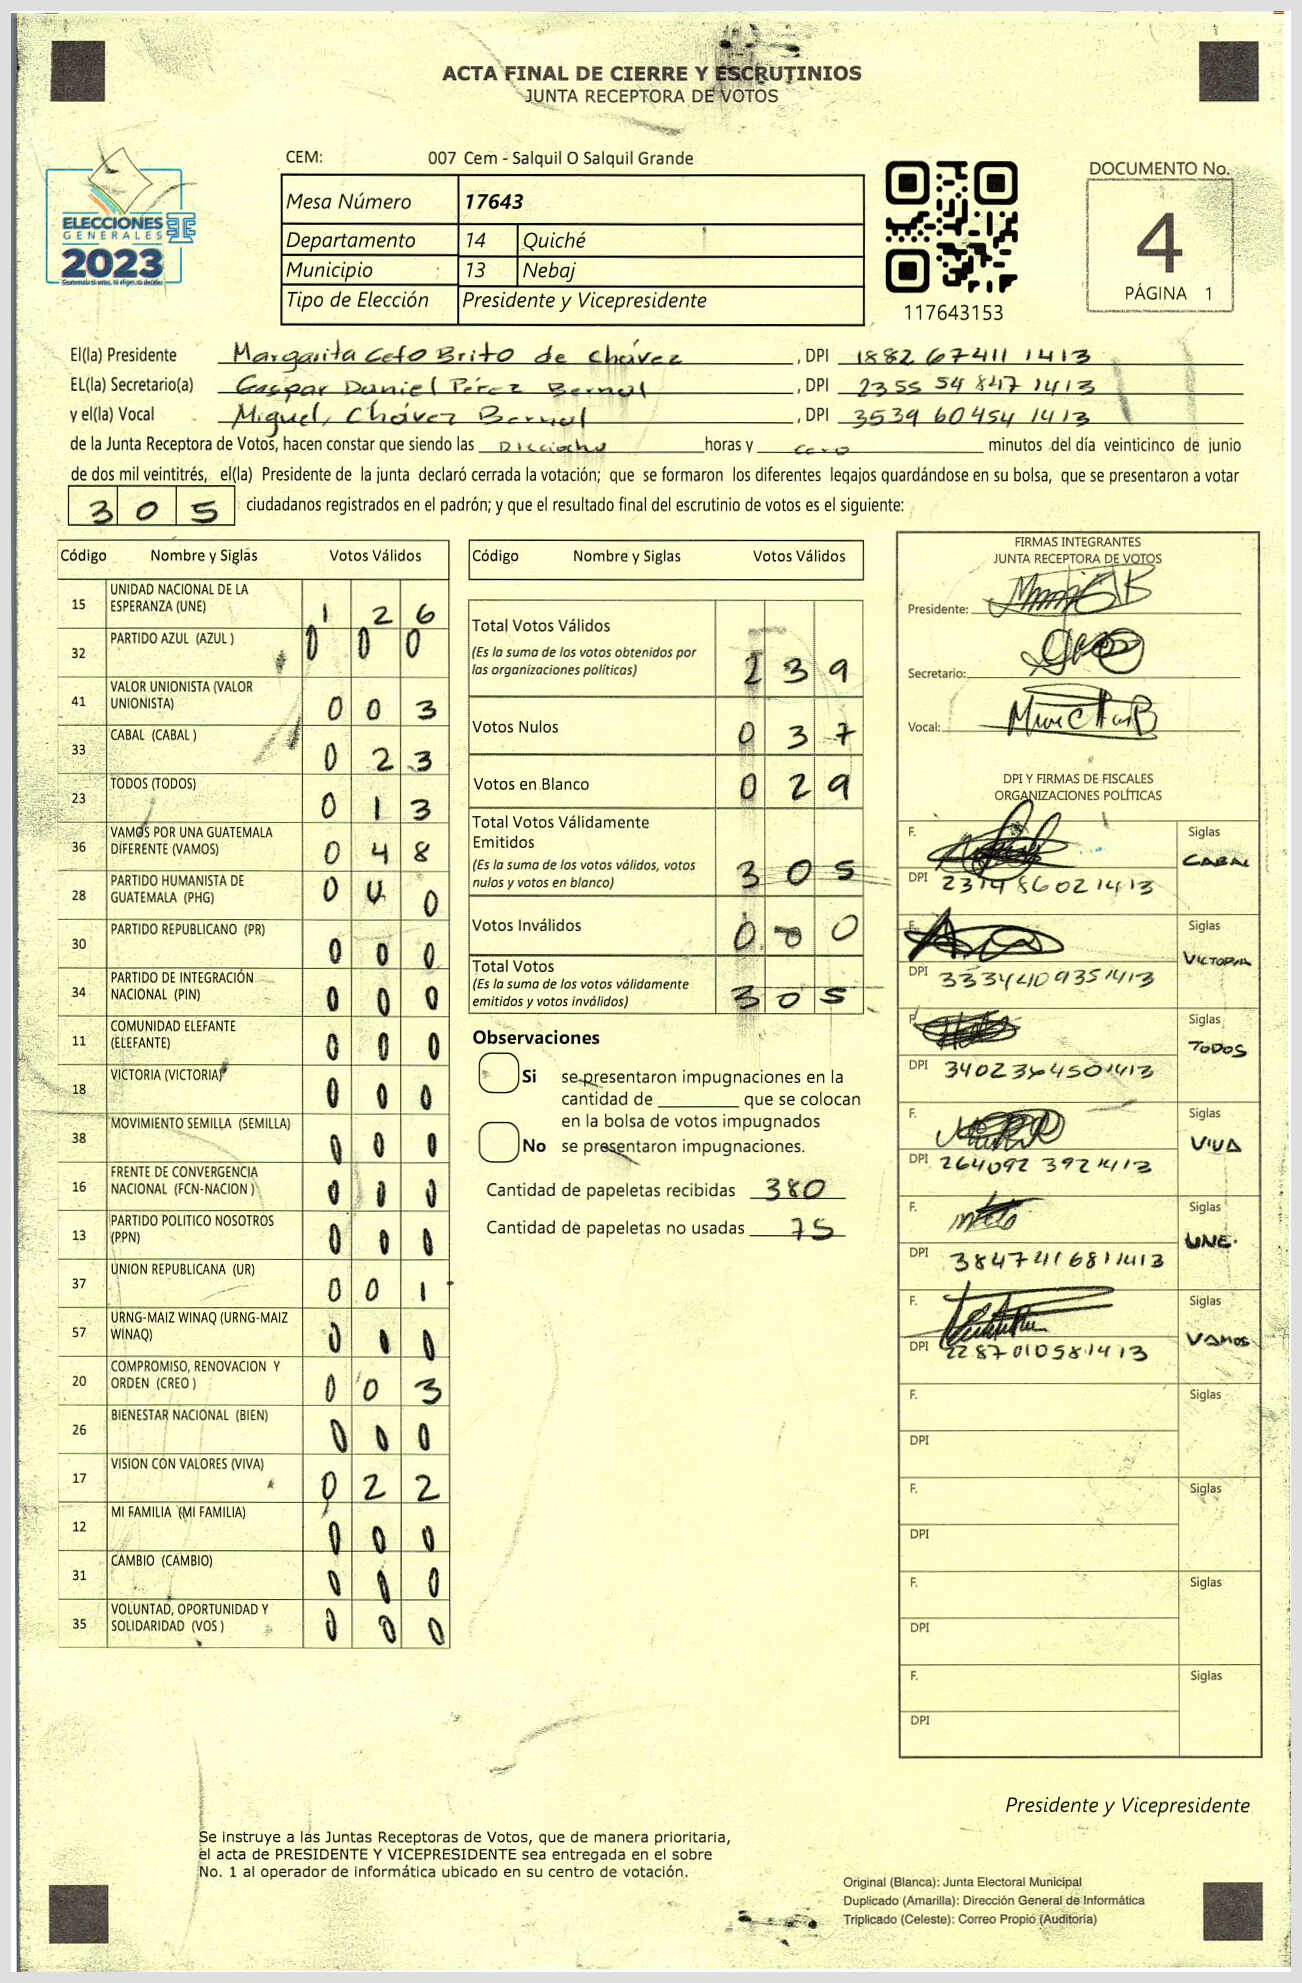 ACTA FINAL DE CIERRE Y ESCRUTINIOS
JUNTA RECEPTORA DE VOTOS
CEM: 007 Cem - Salquil O Salquil Grande
ELECCIONES
GENERALES
2023
Mesa Número 17643
Departamento 14 Quiché
Municipio 13 Nebaj
Tipo de Elección Presidente y Vicepresidente
117643153
DOCUMENTO No.
4
PÁGINA 1
El(la) Presidente Margarita Ceto Brito de Chávez, DPI 1882 67411 1413
EL(la) Secretario(a) Gaspar Daniel Pérez Bernal, DPI 2355 54847 1413
y el(la) Vocal Miguel Chávez Bernal, DPI 3539 60454 1413
de la Junta Receptora de Votos, hacen constar que siendo las Dieciocho horas y cero minutos del día veinticinco de junio
de dos mil veintitrés, el(la) Presidente de la junta declaró cerrada la votación; que se formaron los diferentes legajos guardándose en su bolsa, que se presentaron a votar
305 ciudadanos registrados en el padrón; y que el resultado final del escrutinio de votos es el siguiente:
Código Nombre y Siglas Votos Válidos
15 UNIDAD NACIONAL DE LA ESPERANZA (UNE) 1 2 6
32 PARTIDO AZUL (AZUL ) 0 0 0
41 VALOR UNIONISTA (VALOR UNIONISTA) 0 0 3
33 CABAL (CABAL ) 0 2 3
23 TODOS (TODOS) 0 1 3
36 VAMOS POR UNA GUATEMALA DIFERENTE (VAMOS) 0 4 8
28 PARTIDO HUMANISTA DE GUATEMALA (PHG) 0 0 0
30 PARTIDO REPUBLICANO (PR) 0 0 0
34 PARTIDO DE INTEGRACIÓN NACIONAL (PIN) 0 0 0
11 COMUNIDAD ELEFANTE (ELEFANTE) 0 0 0
18 VICTORIA (VICTORIA) 0 0 0
38 MOVIMIENTO SEMILLA (SEMILLA) 0 0 0
16 FRENTE DE CONVERGENCIA NACIONAL (FCN-NACION ) 0 0 0
13 PARTIDO POLITICO NOSOTROS (PPN) 0 0 0
37 UNION REPUBLICANA (UR) 0 0 1
57 URNG-MAIZ WINAQ (URNG-MAIZ WINAQ) 0 0 0
20 COMPROMISO, RENOVACION Y ORDEN (CREO ) 0 0 3
26 BIENESTAR NACIONAL (BIEN) 0 0 0
17 VISION CON VALORES (VIVA) 0 2 2
12 MI FAMILIA (MI FAMILIA) 0 0 0
31 CAMBIO (CAMBIO) 0 0 0
35 VOLUNTAD, OPORTUNIDAD Y SOLIDARIDAD (VOS ) 0 0 0
Código Nombre y Siglas Votos Válidos
Total Votos Válidos 2 3 9
(Es la suma de los votos obtenidos por
las organizaciones políticas)
Votos Nulos 0 3 7
Votos en Blanco 0 2 9
Total Votos Válidamente
Emitidos
(Es la suma de los votos válidos, votos
nulos y votos en blanco) 3 0 5
Votos Inválidos 0 0 0
Total Votos
(Es la suma de los votos válidamente
emitidos y votos inválidos) 3 0 5
Observaciones
Si se presentaron impugnaciones en la
cantidad de ________ que se colocan
en la bolsa de votos impugnados
No se presentaron impugnaciones.
Cantidad de papeletas recibidas 380
Cantidad de papeletas no usadas 75
FIRMAS INTEGRANTES
JUNTA RECEPTORA DE VOTOS
Presidente:
Secretario:
Vocal:
DPI Y FIRMAS DE FISCALES
ORGANIZACIONES POLÍTICAS
F. Siglas CABAL
DPI 2314860211413
F. Siglas VICTORIA
DPI 3334409351413
F. Siglas TODOS
DPI 3402364501413
F. Siglas VIVA
DPI 264092 3921413
F. Siglas UNE.
DPI 3847416811413
F. Siglas VAMOS
DPI 2287010581413
F. Siglas
DPI
F. Siglas
DPI
F. Siglas
DPI
F. Siglas
DPI
Presidente y Vicepresidente
Se instruye a las Juntas Receptoras de Votos, que de manera prioritaria,
el acta de PRESIDENTE Y VICEPRESIDENTE sea entregada en el sobre
No. 1 al operador de informática ubicado en su centro de votación.
Original (Blanca): Junta Electoral Municipal
Duplicado (Amarilla): Dirección General de Informática
Triplicado (Celeste): Correo Propio (Auditoría)